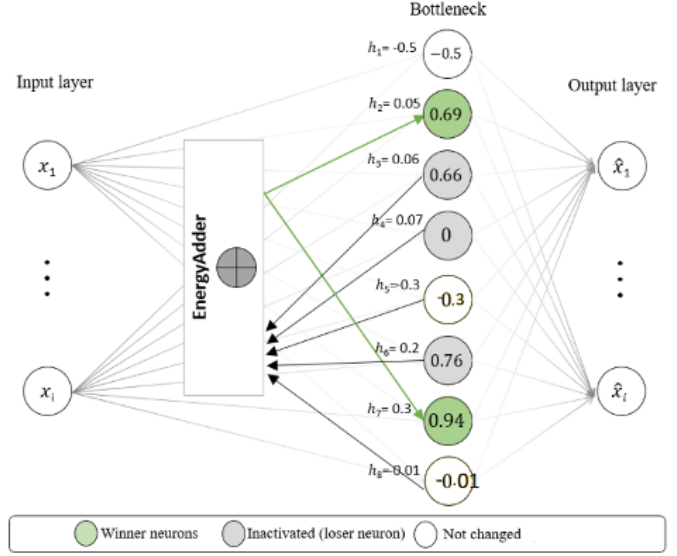 Bottleneck
Input layer
Output layer
h₁= -0.5
−0.5
h₂= 0.05
0.69
h₃= 0.06
0.66
h₄= 0.07
0
h₅=-0.3
-0.3
h₆= 0.2
0.76
h₇= 0.3
0.94
h₈=-0.01
-0.01
x₁
xᵢ
EnergyAdder
x̂₁
x̂ᵢ
Winner neurons
Inactivated (loser neuron)
Not changed